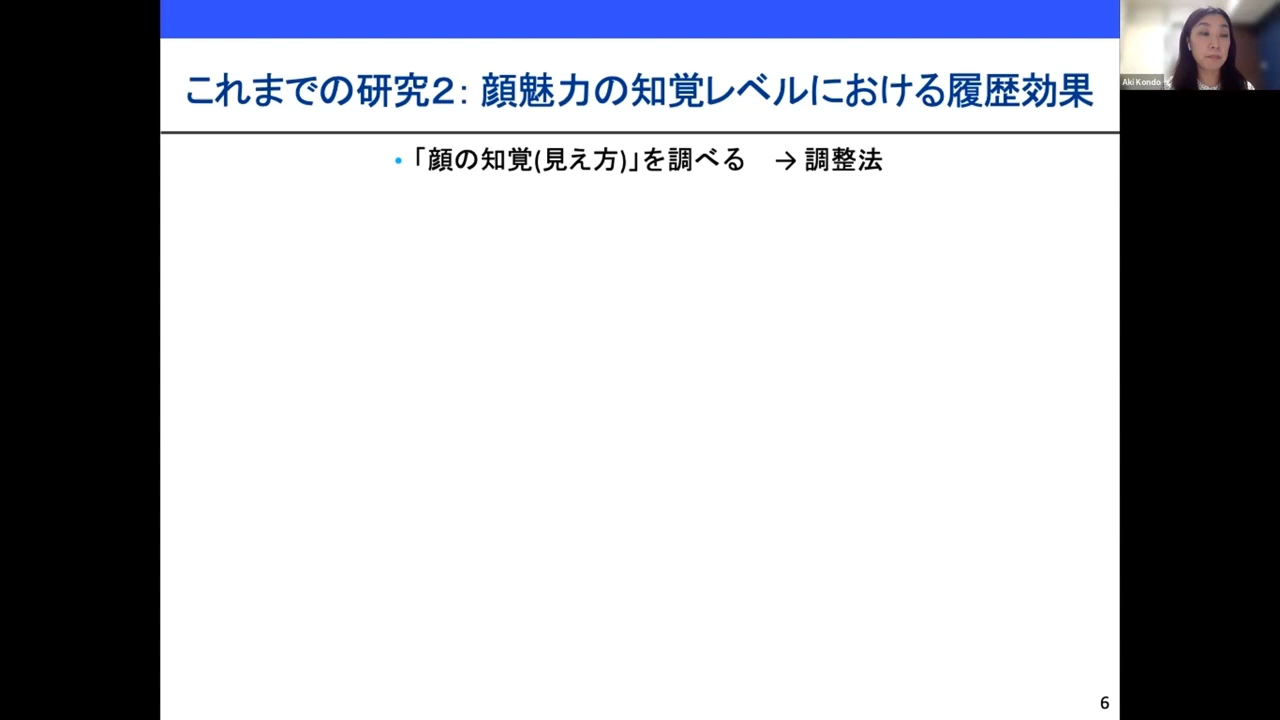 これまでの研究２: 顔魅力の知覚レベルにおける履歴効果
Aki Kondo
• 「顔の知覚(見え方)」を調べる　→ 調整法
6